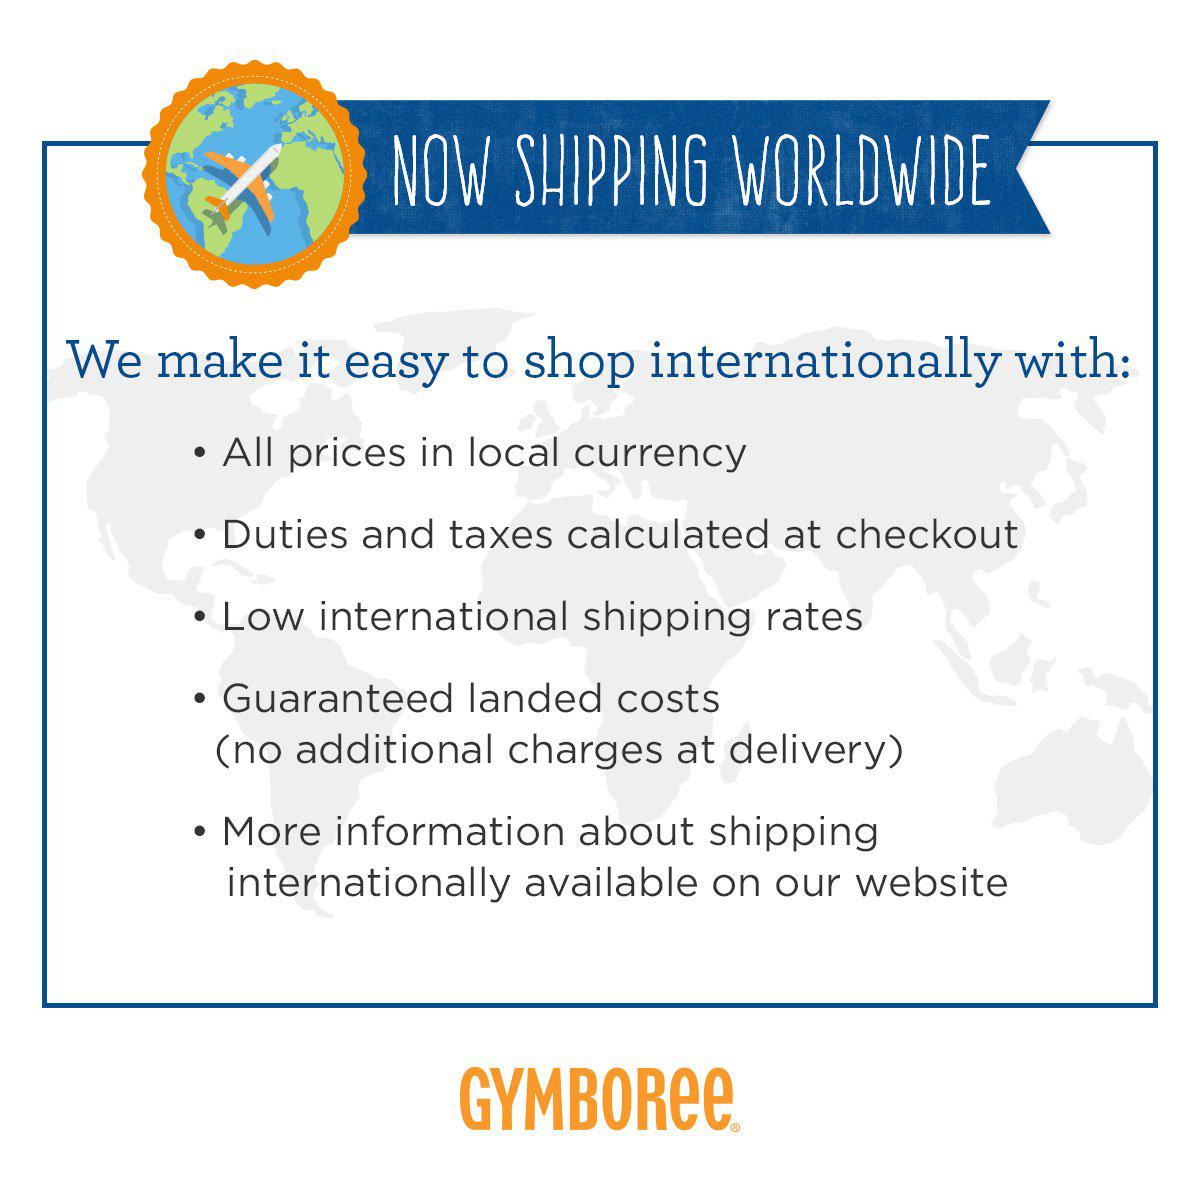 NOW SHIPPING WORLDWIDE
We make it easy to shop internationally with:
• All prices in local currency
• Duties and taxes calculated at checkout
• Low international shipping rates
• Guaranteed landed costs
(no additional charges at delivery)
• More information about shipping
internationally available on our website
GYMBORee®